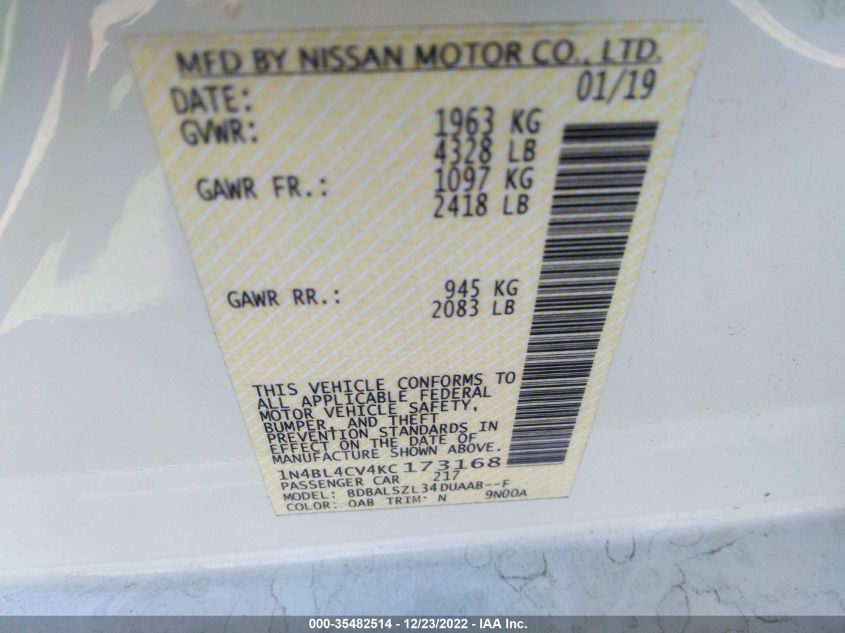 MFD BY NISSAN MOTOR CO., LTD.
DATE: 01/19
GVWR: 1963 KG
4328 LB
GAWR FR.: 1097 KG
2418 LB
GAWR RR.: 945 KG
2083 LB
THIS VEHICLE CONFORMS TO
ALL APPLICABLE FEDERAL
MOTOR VEHICLE SAFETY,
BUMPER, AND THEFT
PREVENTION STANDARDS IN
EFFECT ON THE DATE OF
MANUFACTURE SHOWN ABOVE.
1N4BL4CV4KC173168
PASSENGER CAR 217
MODEL: BDBALSZL34DUAAB--F
COLOR: QAB TRIM: N 9N00A
000-35482514 - 12/23/2022 - IAA Inc.